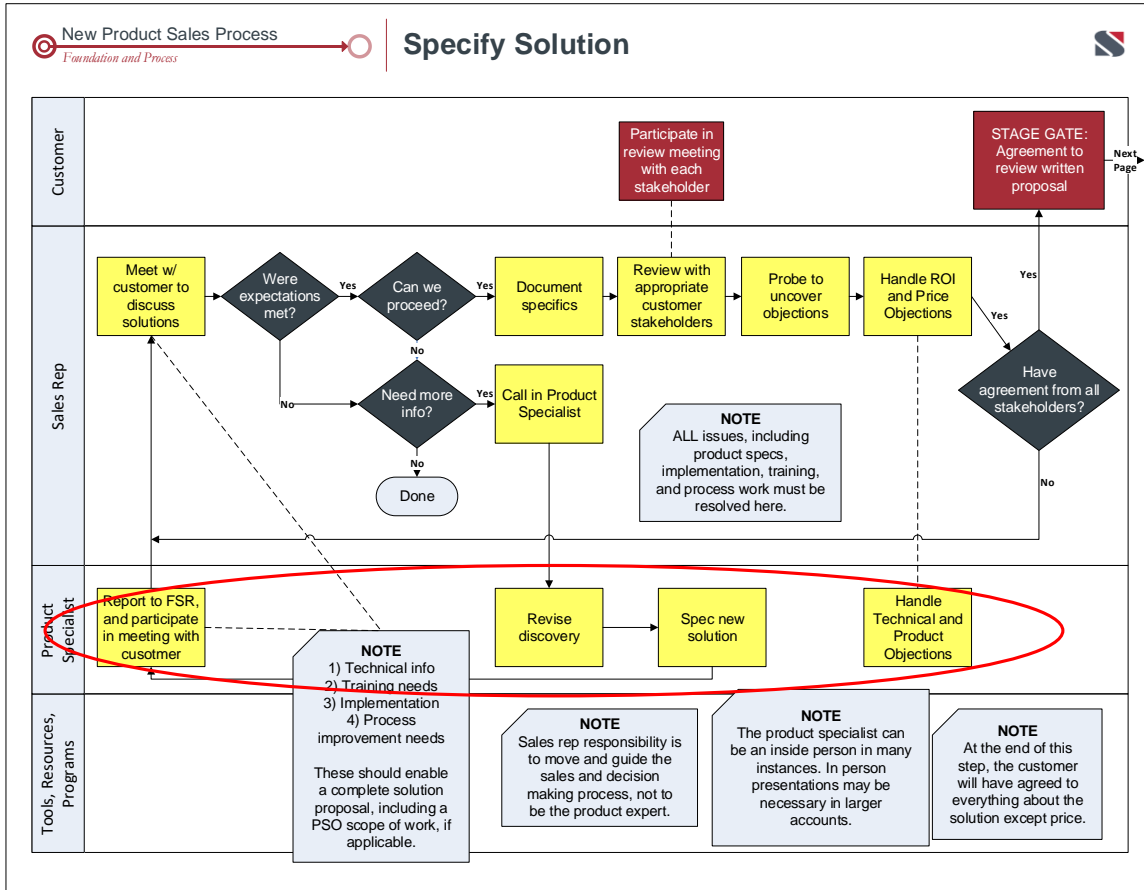 New Product Sales Process
Foundation and Process
Specify Solution
Customer
Participate in
review meeting
with each
stakeholder
STAGE GATE:
Agreement to
review written
proposal
Next
Page
Sales Rep
Meet w/
customer to
discuss
solutions
Were
expectations
met?
Yes
Can we
proceed?
Yes
Document
specifics
Review with
appropriate
customer
stakeholders
Probe to
uncover
objections
Handle ROI
and Price
Objections
Yes
Yes
Have
agreement from all
stakeholders?
No
No
No
Need more
info?
Yes
Call in Product
Specialist
No
Done
NOTE
ALL issues, including
product specs,
implementation, training,
and process work must be
resolved here.
Product
Specialist
Report to FSR,
and participate
in meeting with
cusotmer
Revise
discovery
Spec new
solution
Handle
Technical and
Product
Objections
Tools, Resources,
Programs
NOTE
1) Technical info
2) Training needs
3) Implementation
4) Process
improvement needs
These should enable
a complete solution
proposal, including a
PSO scope of work, if
applicable.
NOTE
Sales rep responsibility is
to move and guide the
sales and decision
making process, not to
be the product expert.
NOTE
The product specialist can
be an inside person in many
instances. In person
presentations may be
necessary in larger
accounts.
NOTE
At the end of this
step, the customer
will have agreed to
everything about the
solution except price.